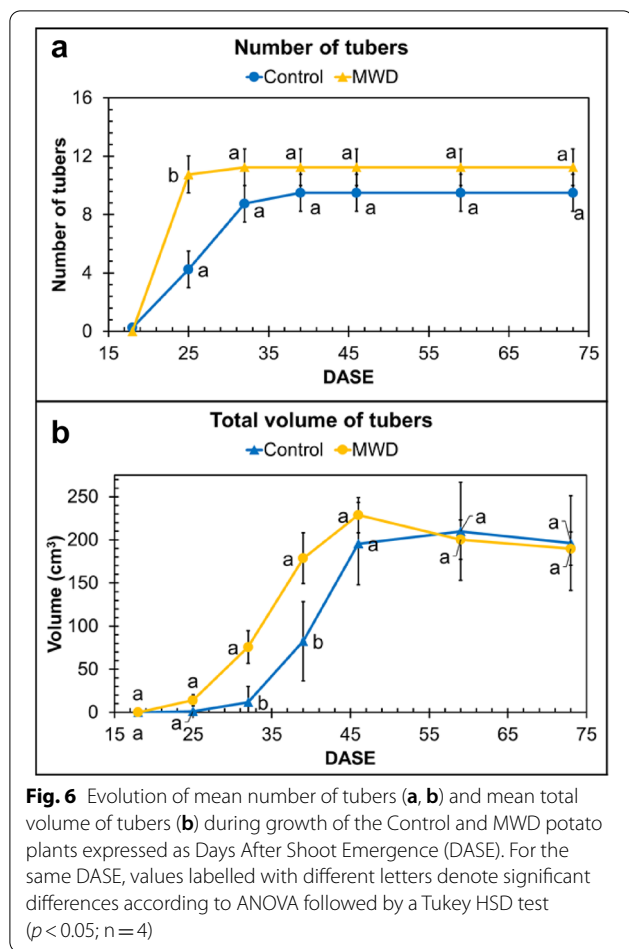 a
Number of tubers
Control MWD
16
12
8
4
0
Number of tubers
b a a a a a
a a a a a a
15 25 35 45 55 65 75
DASE
b
Total volume of tubers
Control MWD
250
200
150
100
50
0
Volume (cm³)
a a a a a a a
a a b b a a a
15 25 35 45 55 65 75
DASE
Fig. 6 Evolution of mean number of tubers (a, b) and mean total
volume of tubers (b) during growth of the Control and MWD potato
plants expressed as Days After Shoot Emergence (DASE). For the
same DASE, values labelled with different letters denote significant
differences according to ANOVA followed by a Tukey HSD test
(p < 0.05; n = 4)